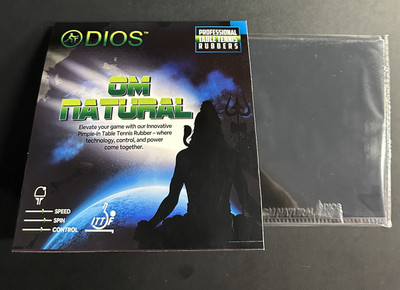 DIOS™
PROFESSIONAL
TABLE TENNIS
RUBBERS
OM
NATURAL
Elevate your game with our Innovative
Pimple-In Table Tennis Rubber - where
technology, control, and power
come together.
SPEED
SPIN
CONTROL
ITTF
DIOS